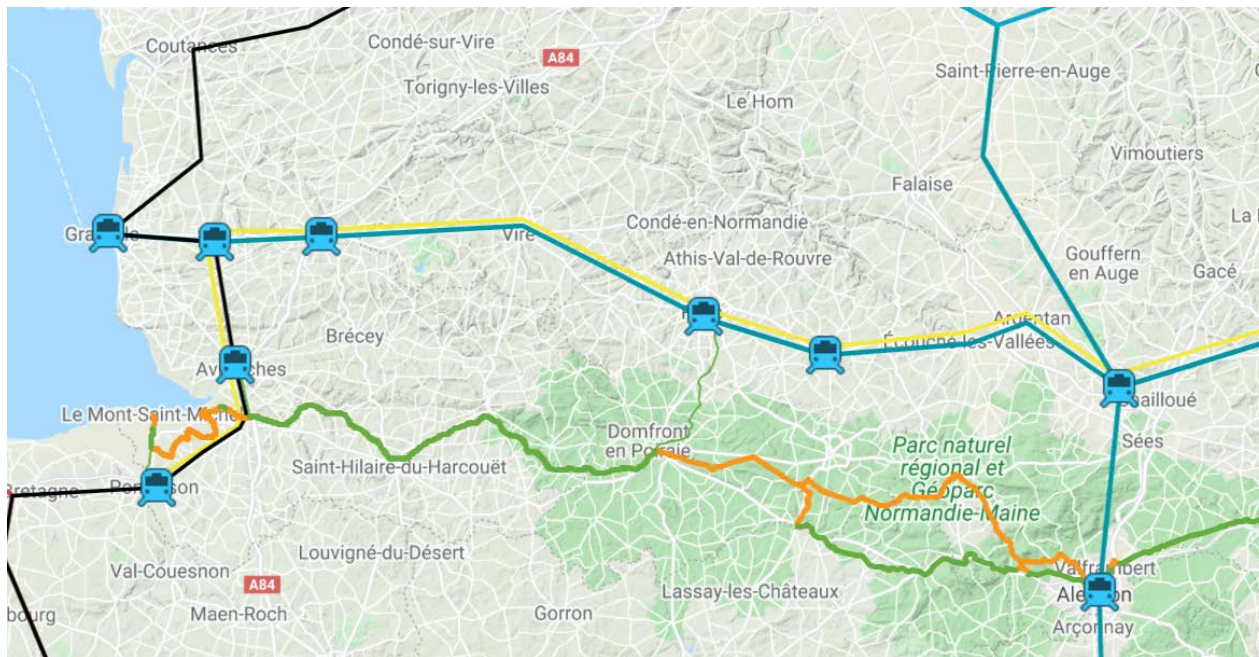 Coutances
Condé-sur-Vire
A84
Saint-Pierre-en-Auge
Torigny-les-Villes
Le Hom
Vimoutiers
Falaise
Condé-en-Normandie
Vire
Athis-Val-de-Rouvre
Gouffern
en Auge
Gacé
Argentan
Écouché-les-Vallées
Brécey
Le Mont-Saint-Michel
Domfront
en Poiraie
Sées
Parc naturel
régional et
Géoparc
Normandie-Maine
Saint-Hilaire-du-Harcouët
Bretagne
Louvigné-du-Désert
Val-Couesnon
A84
Valframbert
Lassay-les-Châteaux
Maen-Roch
Gorron
Arçonnay